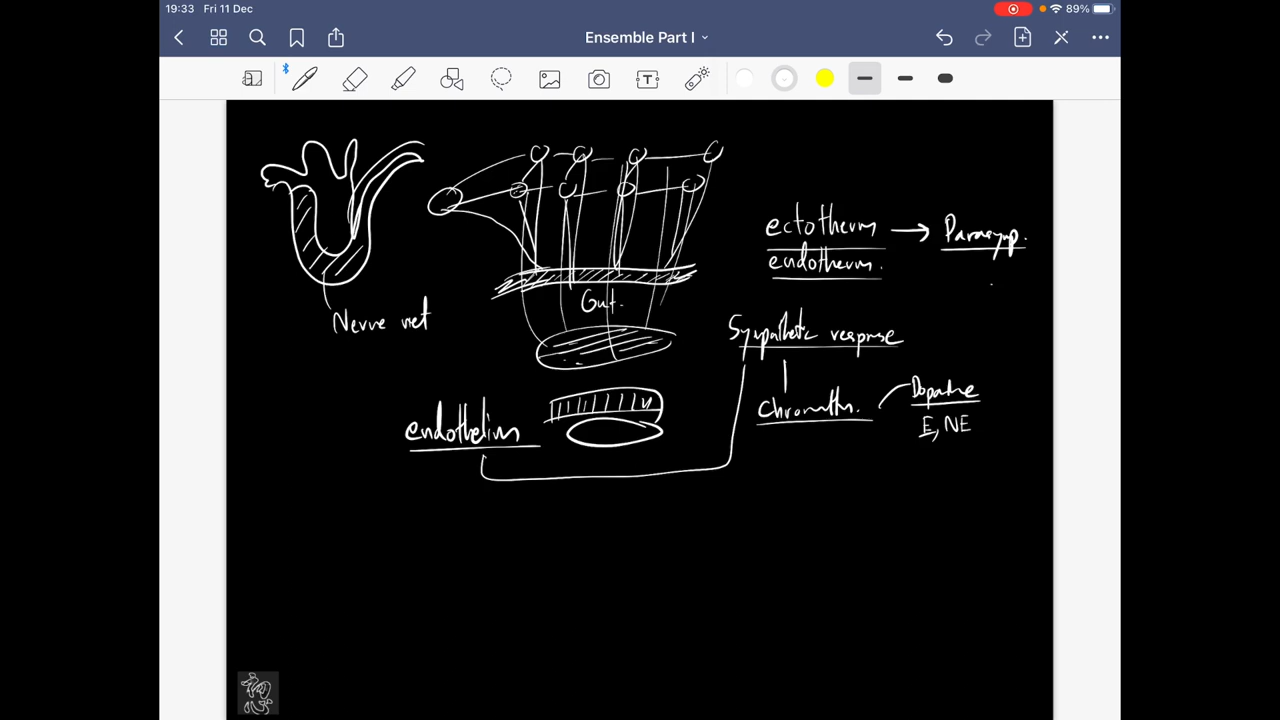 19:33 Fri 11 Dec
89%
Ensemble Part I
T
ectotherm → Parasymp.
endotherm.
Gut.
Nerve net
Sympathetic response
Dopamine
chromaffin.
E, NE
endothelium